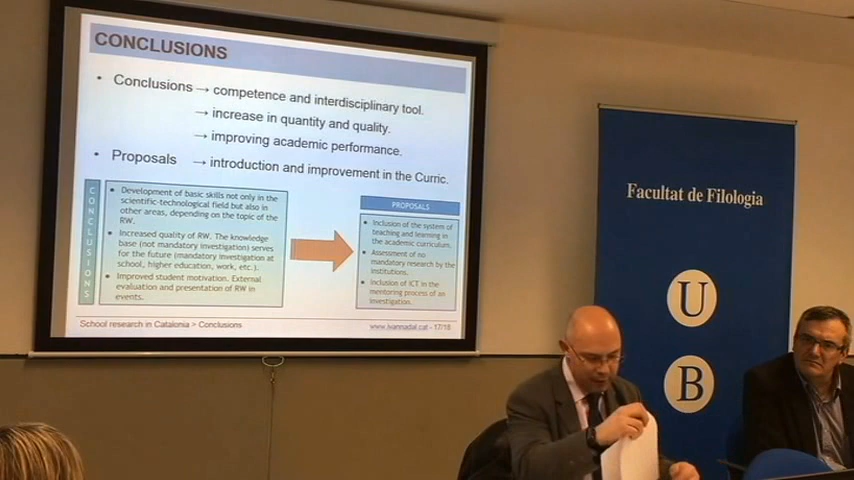 CONCLUSIONS
• Conclusions → competence and interdisciplinary tool.
→ increase in quantity and quality.
→ improving academic performance.
• Proposals → introduction and improvement in the Curric.
CONCLUSIONS
• Development of basic skills not only in the
scientific-technological field but also in
other areas, depending on the topic of the
RW.
• Increased quality of RW. The knowledge
base (not mandatory investigation) serves
for the future (mandatory investigation at
school, higher education, work, etc.).
• Improved student motivation. External
evaluation and presentation of RW in
events.
PROPOSALS
• Inclusion of the system of
teaching and learning in
the academic curriculum.
• Assessment of no
mandatory research by the
institutions.
• Inclusion of ICT in the
mentoring process of an
investigation.
School research in Catalonia > Conclusions
www.ivannadal.cat - 17/18
Facultat de Filologia
U
B